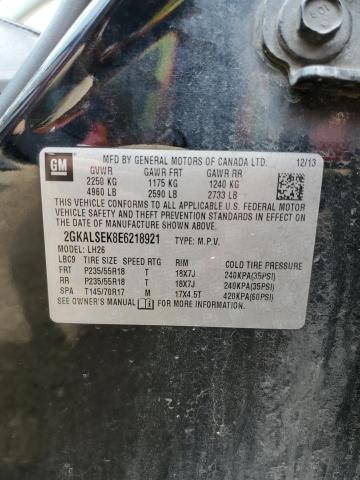 GM
MFD BY GENERAL MOTORS OF CANADA LTD. 12/13
GVWR GAWR FRT GAWR RR
2250 KG 1175 KG 1240 KG
4960 LB 2590 LB 2733 LB
THIS VEHICLE CONFORMS TO ALL APPLICABLE U.S. FEDERAL MOTOR
VEHICLE SAFETY AND THEFT PREVENTION STANDARDS IN EFFECT ON
THE DATE OF MANUFACTURE SHOWN ABOVE.
2GKALSEK8E6218921 TYPE: M.P.V.
MODEL: LH26
LBC9 TIRE SIZE SPEED RTG RIM COLD TIRE PRESSURE
FRT P235/55R18 T 18X7J 240KPA(35PSI)
RR P235/55R18 T 18X7J 240KPA(35PSI)
SPA T145/70R17 M 17X4.5T 420KPA(60PSI)
SEE OWNER'S MANUAL FOR MORE INFORMATION.